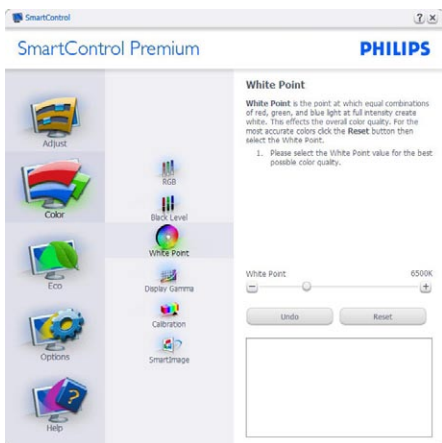 SmartControl
? x
SmartControl Premium
PHILIPS
Adjust
Color
Eco
Options
Help
RGB
Black Level
White Point
Display Gamma
Calibration
SmartImage
White Point
White Point is the point at which equal combinations
of red, green, and blue light at full intensity create
white. This effects the overall color quality. For the
most accurate colors click the Reset button then
select the White Point.
1. Please select the White Point value for the best
possible color quality.
White Point 6500K
Undo Reset